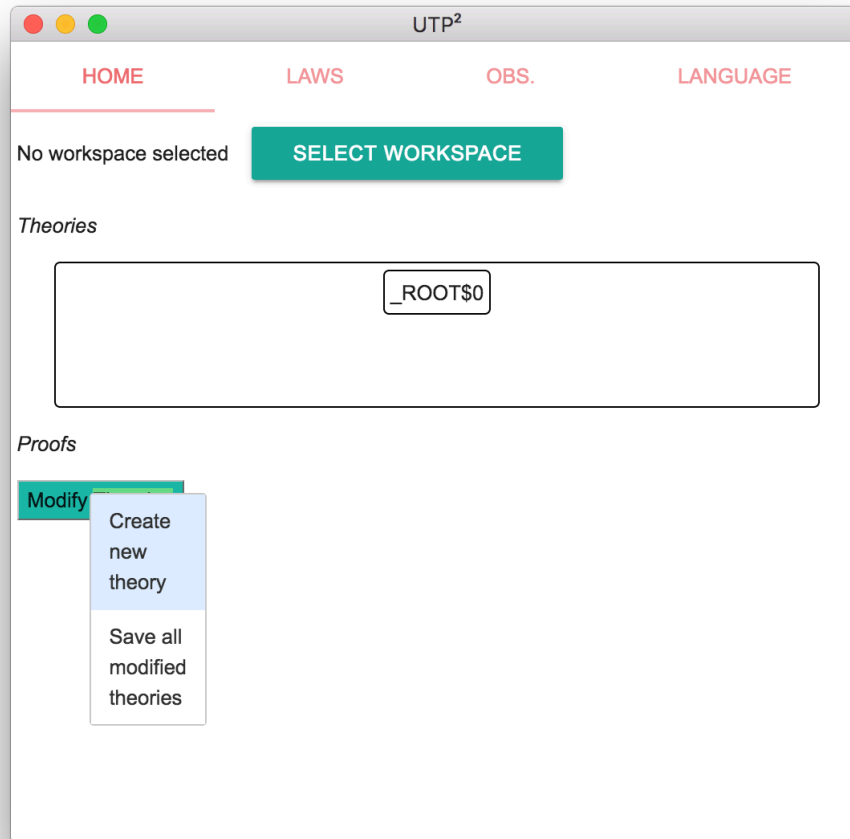 UTP²
HOME LAWS OBS. LANGUAGE
No workspace selected SELECT WORKSPACE
Theories
_ROOT$0
Proofs
Modify
Create
new
theory
Save all
modified
theories